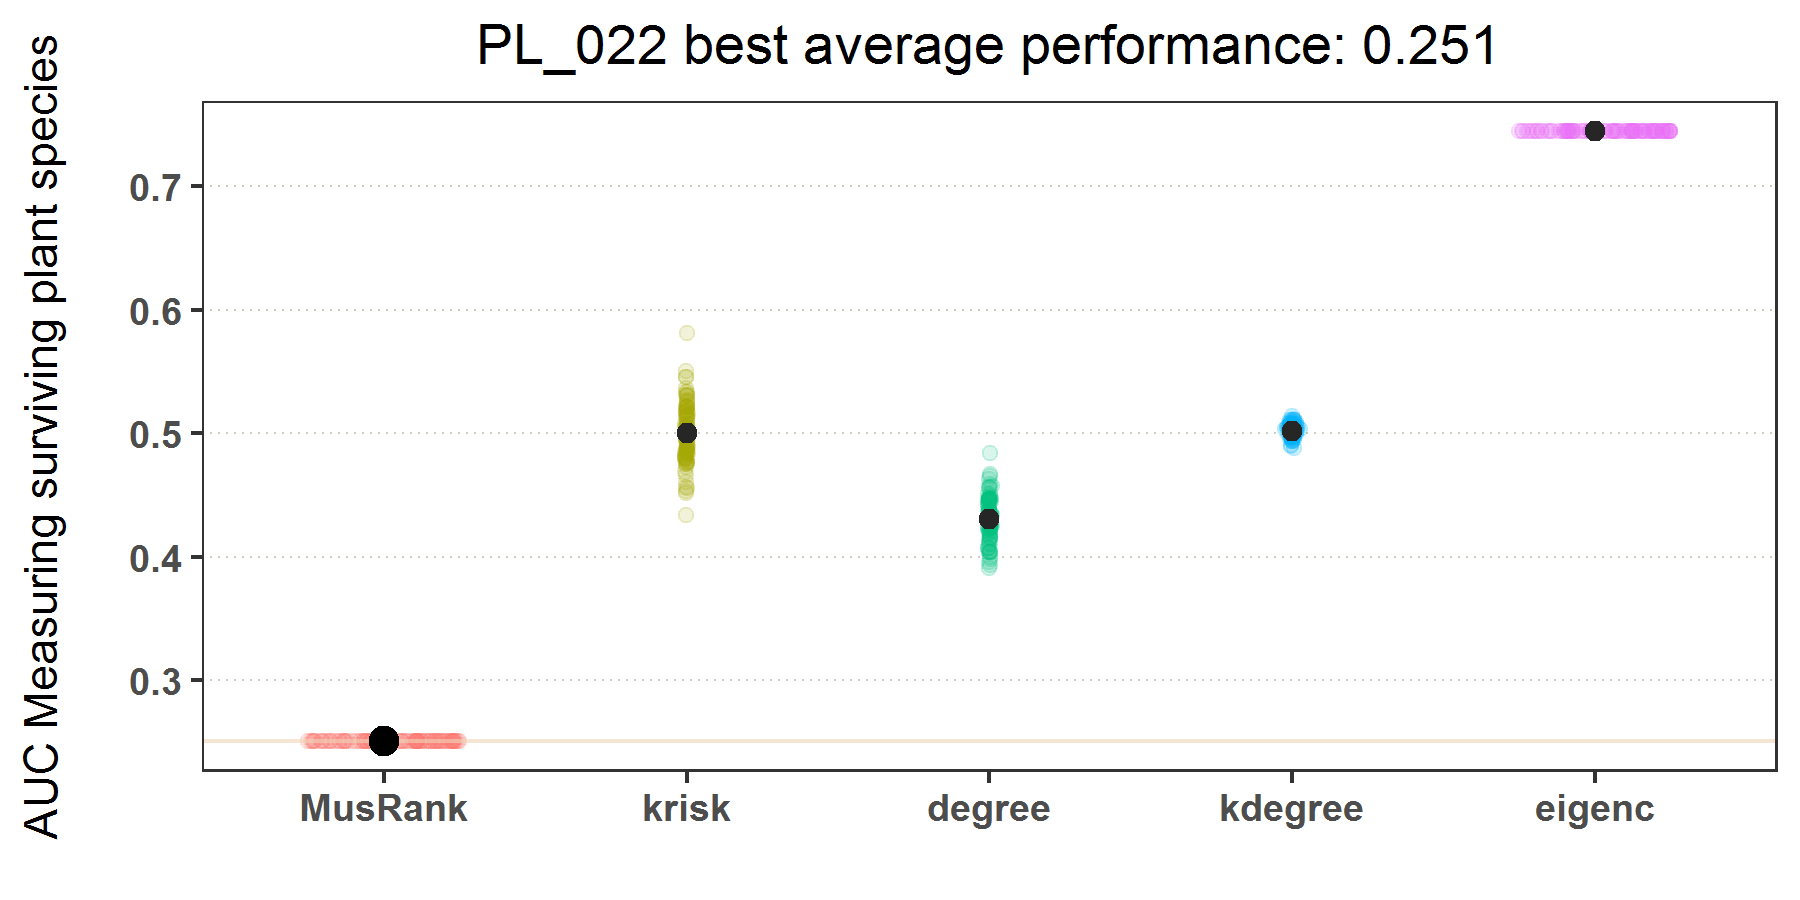 PL_022 best average performance: 0.251
AUC Measuring surviving plant species
0.7
0.6
0.5
0.4
0.3
MusRank krisk degree kdegree eigenc